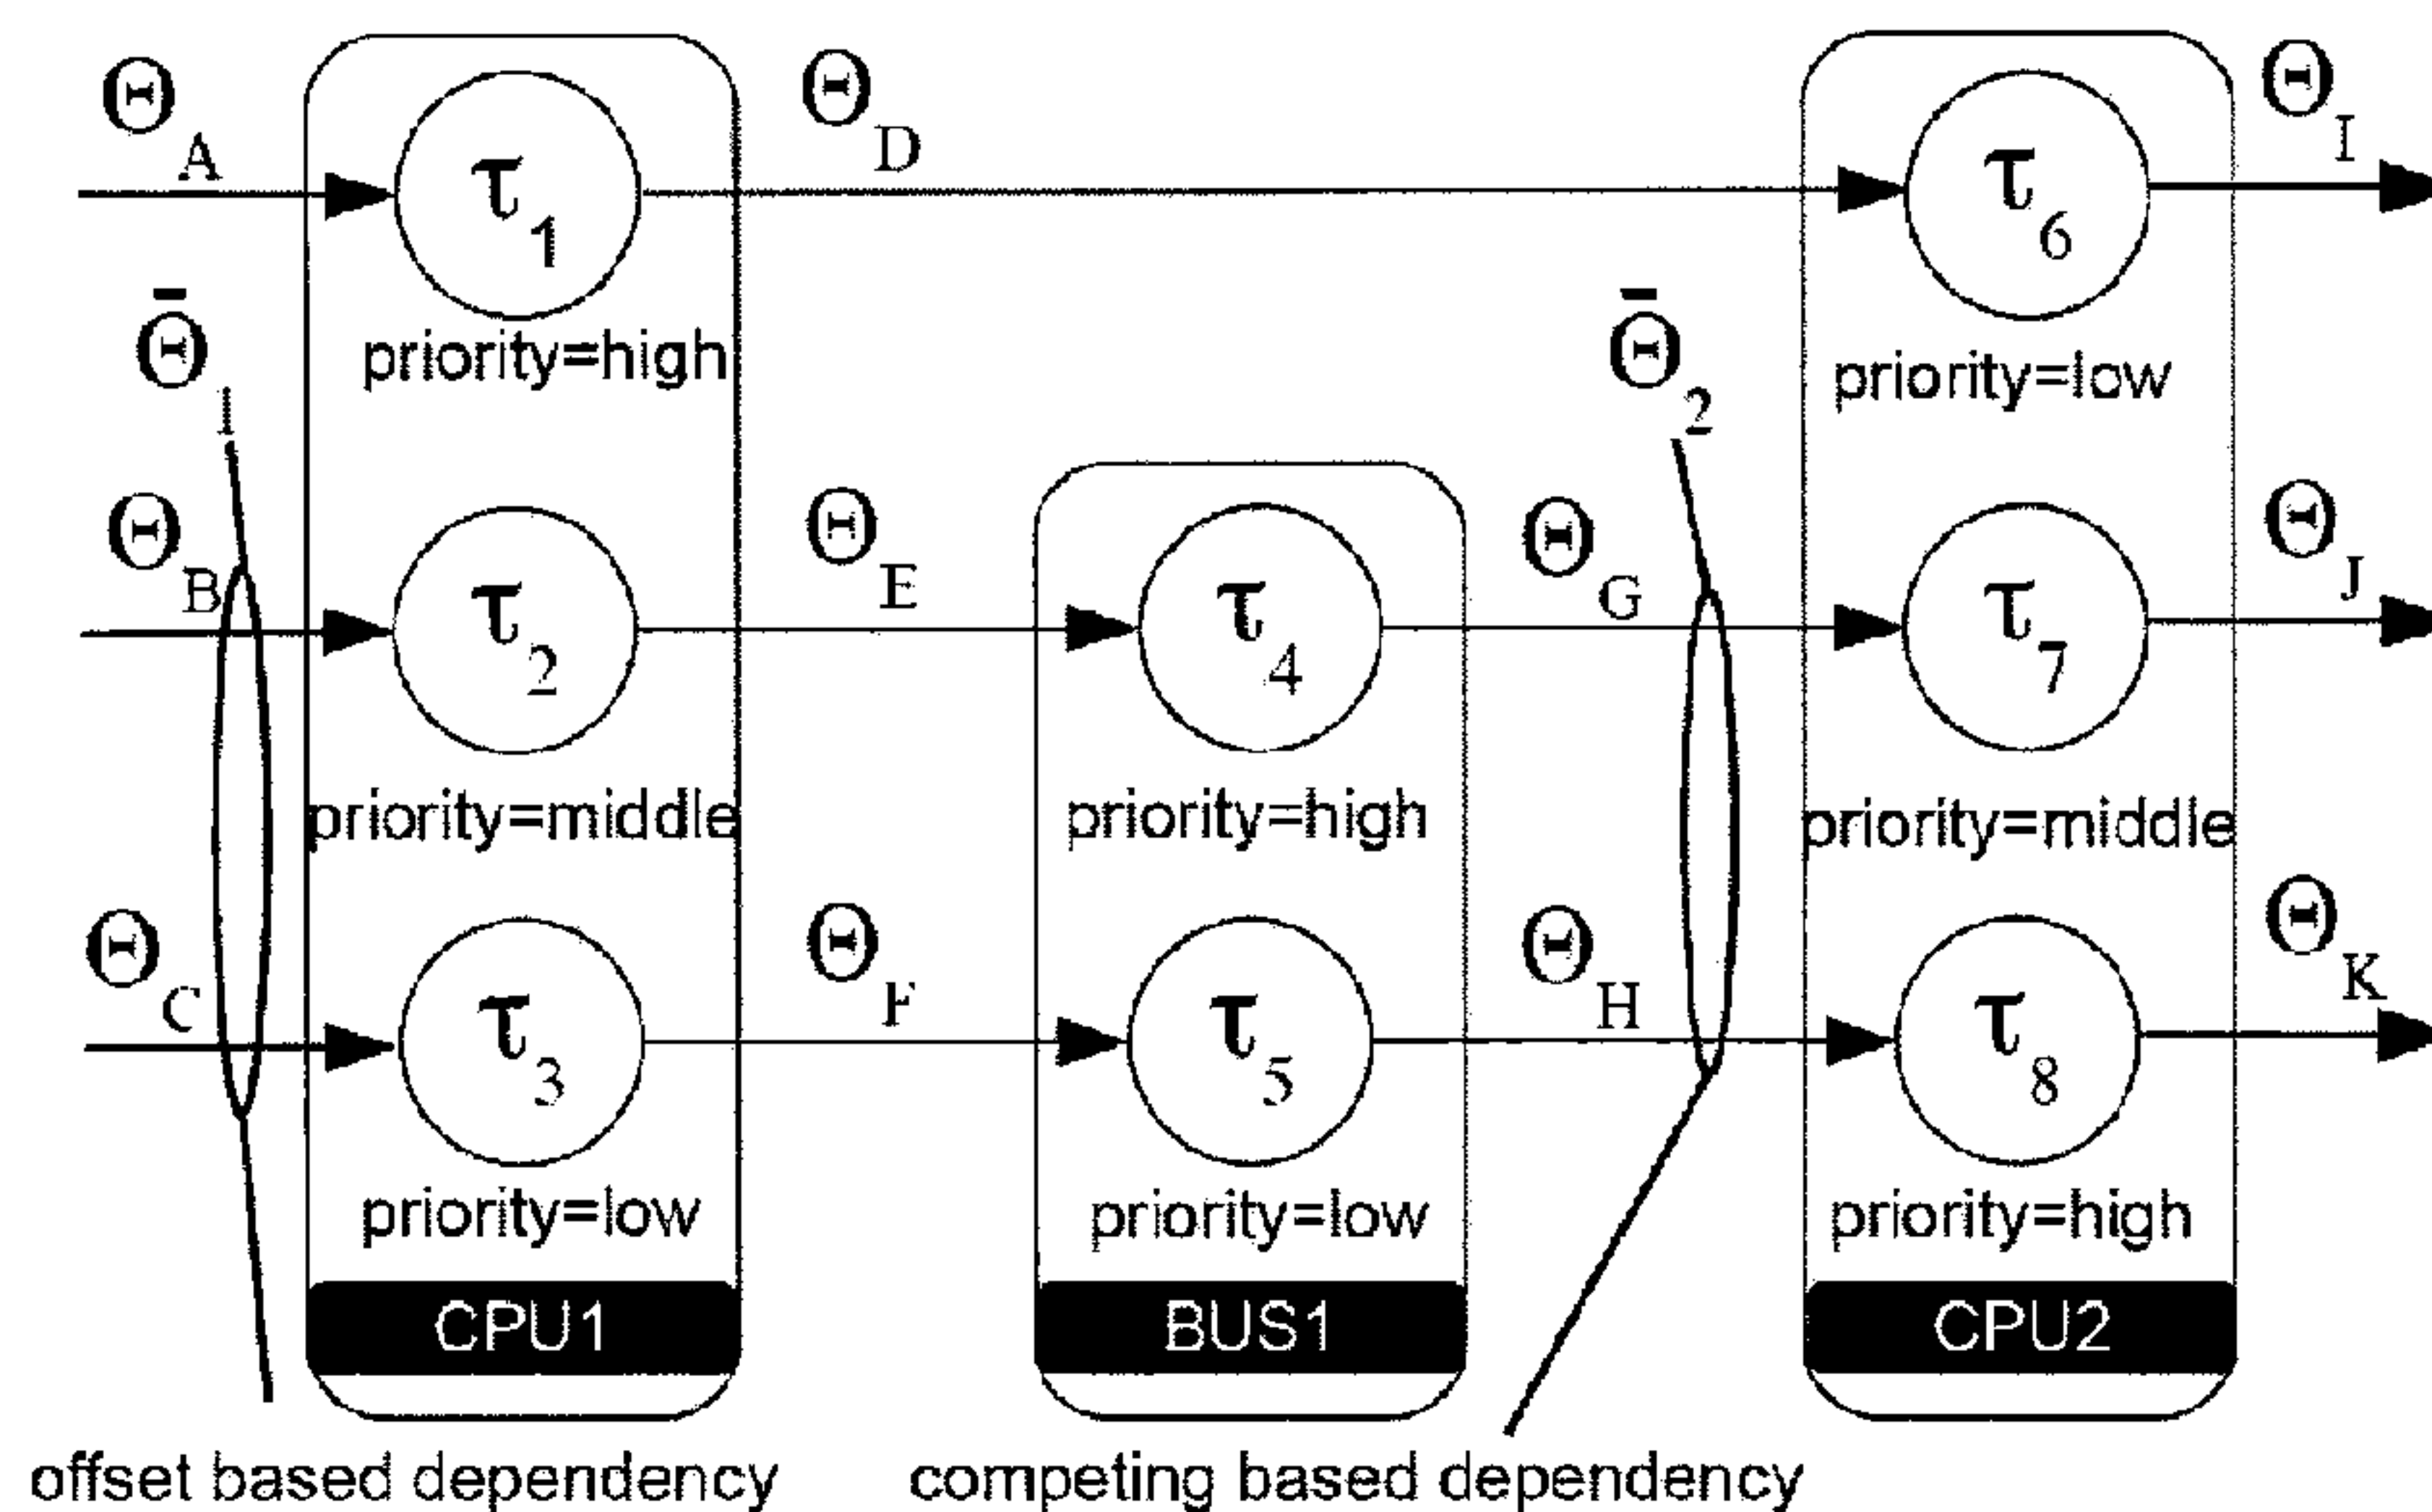 Θ_A
τ_1
priority=high
Θ_D
τ_6
priority=low
Θ_I
Θ̄_1
Θ_B
τ_2
priority=middle
Θ_E
τ_4
priority=high
Θ_G
Θ̄_2
τ_7
priority=middle
Θ_J
Θ_C
τ_3
priority=low
Θ_F
τ_5
priority=low
Θ_H
τ_8
priority=high
Θ_K
CPU1
BUS1
CPU2
offset based dependency
competing based dependency